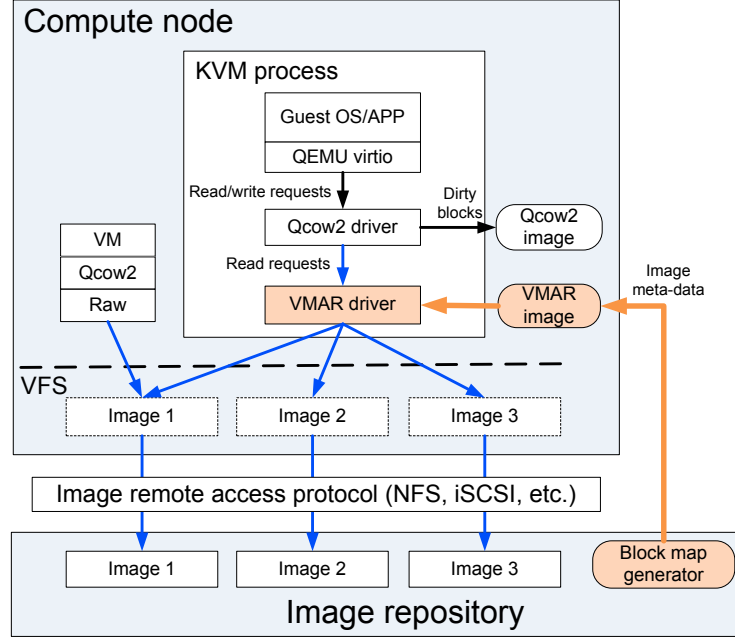 Compute node
KVM process
Guest OS/APP
QEMU virtio
Read/write requests
Dirty
blocks
Qcow2 driver
Qcow2
image
VM
Qcow2
Raw
Read requests
Image
meta-data
VMAR driver
VMAR
image
VFS
Image 1
Image 2
Image 3
Image remote access protocol (NFS, iSCSI, etc.)
Image 1
Image 2
Image 3
Block map
generator
Image repository